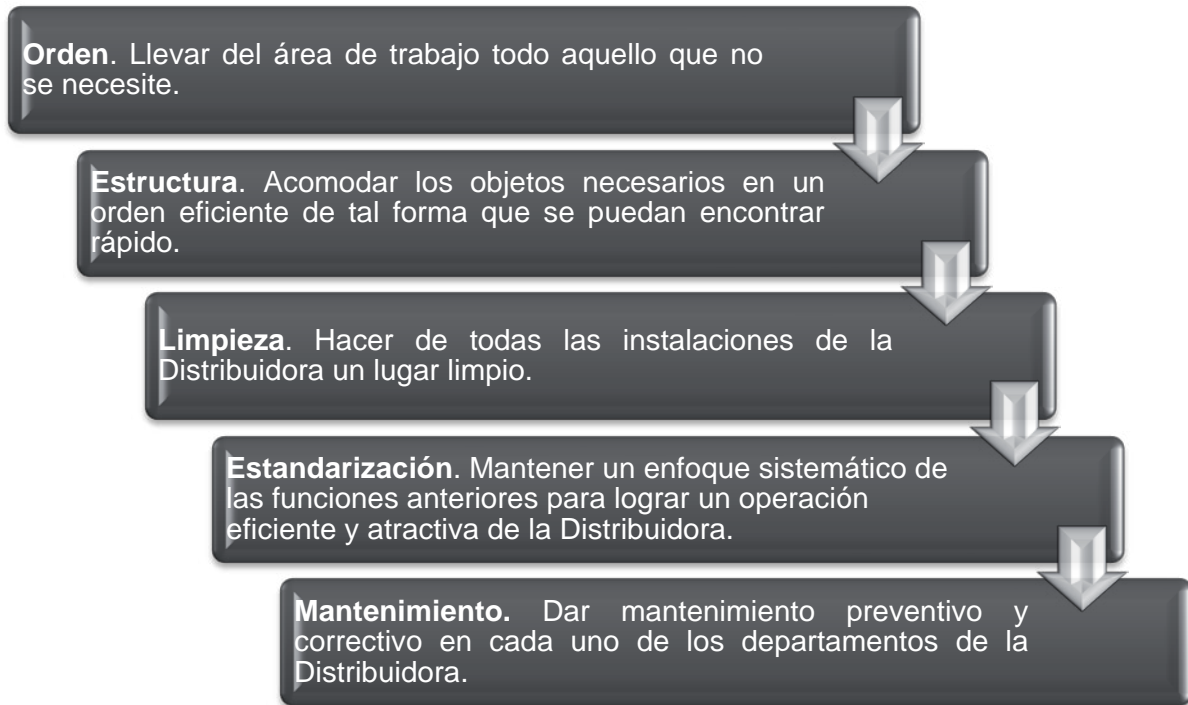 Orden. Llevar del área de trabajo todo aquello que no
se necesite.
Estructura. Acomodar los objetos necesarios en un
orden eficiente de tal forma que se puedan encontrar
rápido.
Limpieza. Hacer de todas las instalaciones de la
Distribuidora un lugar limpio.
Estandarización. Mantener un enfoque sistemático de
las funciones anteriores para lograr un operación
eficiente y atractiva de la Distribuidora.
Mantenimiento. Dar mantenimiento preventivo y
correctivo en cada uno de los departamentos de la
Distribuidora.